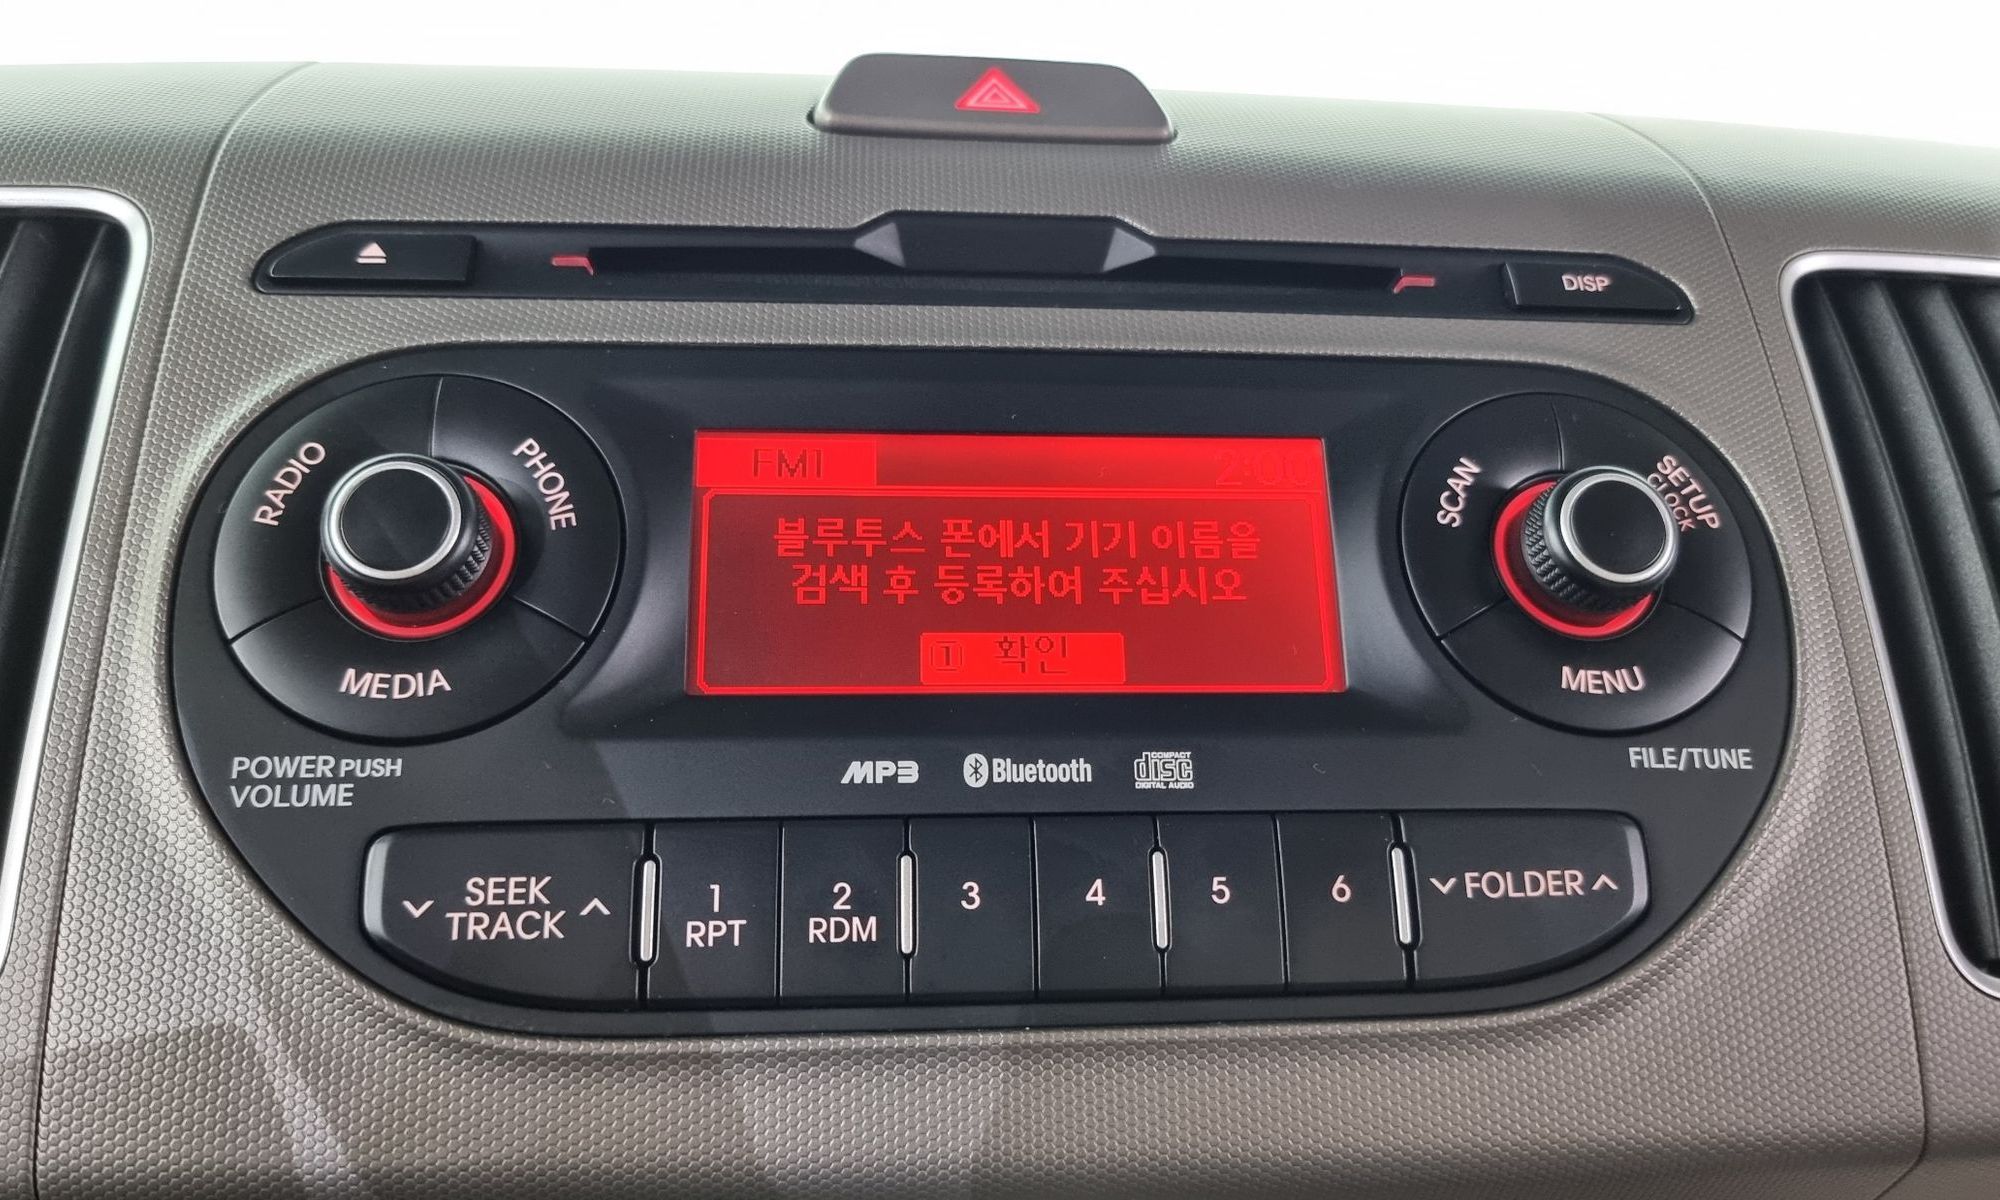 DISP
RADIO
PHONE
MEDIA
FM1
2:00
블루투스 폰에서 기기 이름을
검색 후 등록하여 주십시오
1 확인
SCAN
SETUP
CLOCK
MENU
POWER PUSH
VOLUME
MP3
Bluetooth
COMPACT
disc
DIGITAL AUDIO
FILE/TUNE
SEEK
TRACK
1
RPT
2
RDM
3
4
5
6
FOLDER